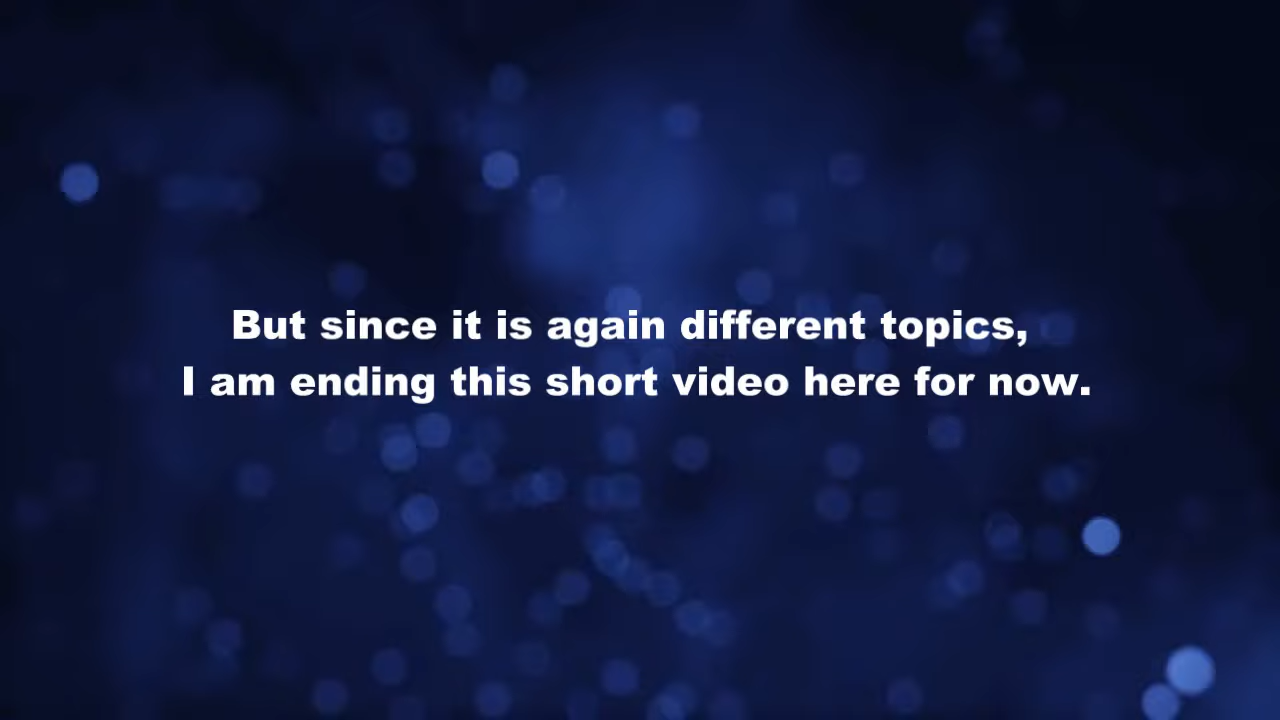 But since it is again different topics,
I am ending this short video here for now.